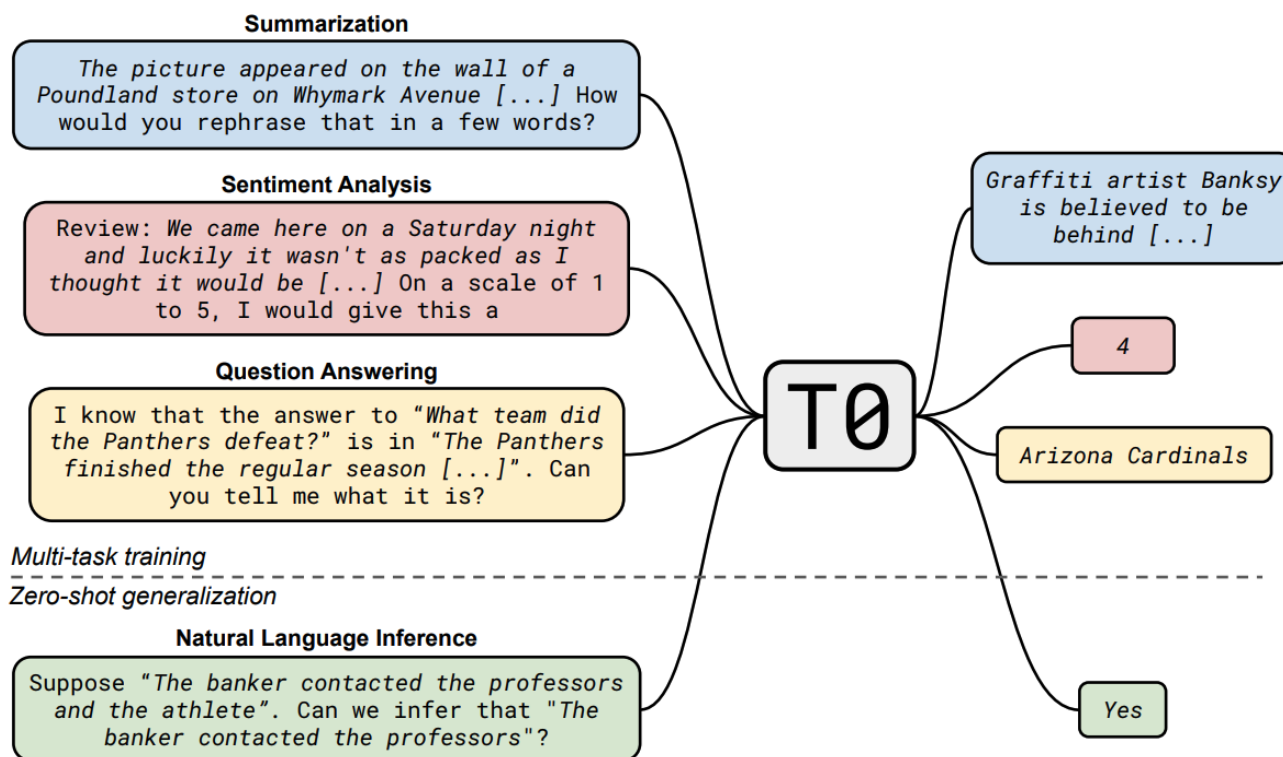 Summarization
The picture appeared on the wall of a
Poundland store on Whymark Avenue [...] How
would you rephrase that in a few words?
Sentiment Analysis
Review: We came here on a Saturday night
and luckily it wasn't as packed as I
thought it would be [...] On a scale of 1
to 5, I would give this a
Question Answering
I know that the answer to “What team did
the Panthers defeat?” is in “The Panthers
finished the regular season [...]”. Can
you tell me what it is?
Multi-task training
Zero-shot generalization
Natural Language Inference
Suppose “The banker contacted the professors
and the athlete”. Can we infer that "The
banker contacted the professors"?
T0
Graffiti artist Banksy
is believed to be
behind [...]
4
Arizona Cardinals
Yes